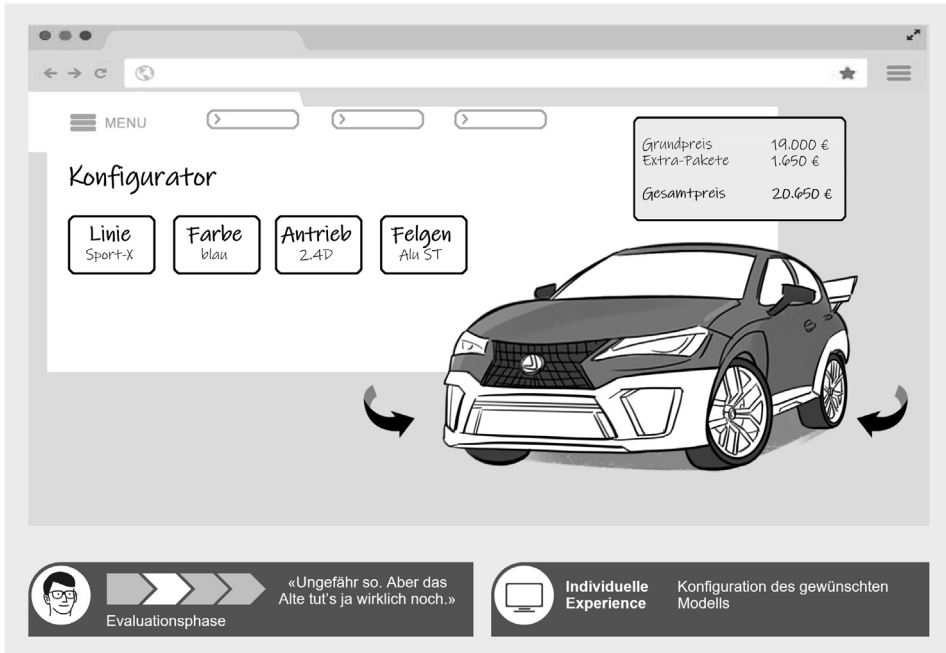 MENU
Grundpreis 19.000 €
Extra-Pakete 1.650 €
Gesamtpreis 20.650 €
Konfigurator
Linie
Sport-X
Farbe
blau
Antrieb
2.4D
Felgen
Alu ST
«Ungefähr so. Aber das
Alte tut's ja wirklich noch.»
Evaluationsphase
Individuelle
Experience
Konfiguration des gewünschten
Modells